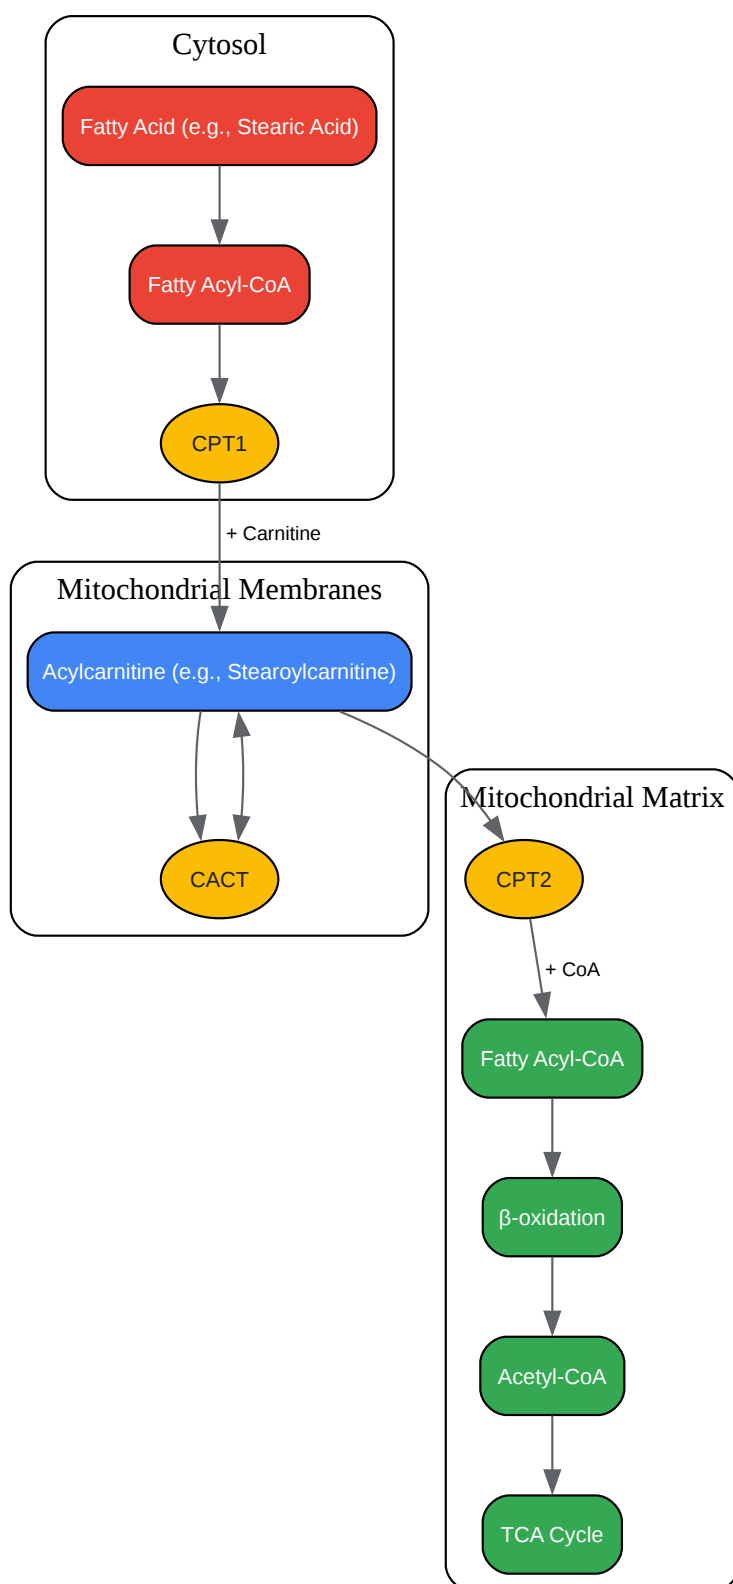 Cytosol
Fatty Acid (e.g., Stearic Acid)
Fatty Acyl-CoA
CPT1
+ Carnitine
Mitochondrial Membranes
Acylcarnitine (e.g., Stearoylcarnitine)
CACT
Mitochondrial Matrix
CPT2
+ CoA
Fatty Acyl-CoA
β-oxidation
Acetyl-CoA
TCA Cycle